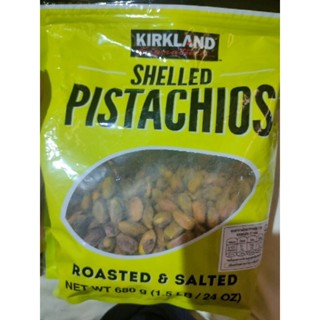 KIRKLAND
SHELLED
PISTACHIOS
ROASTED & SALTED
NET WT 680 g (1.5 LB / 24 OZ)